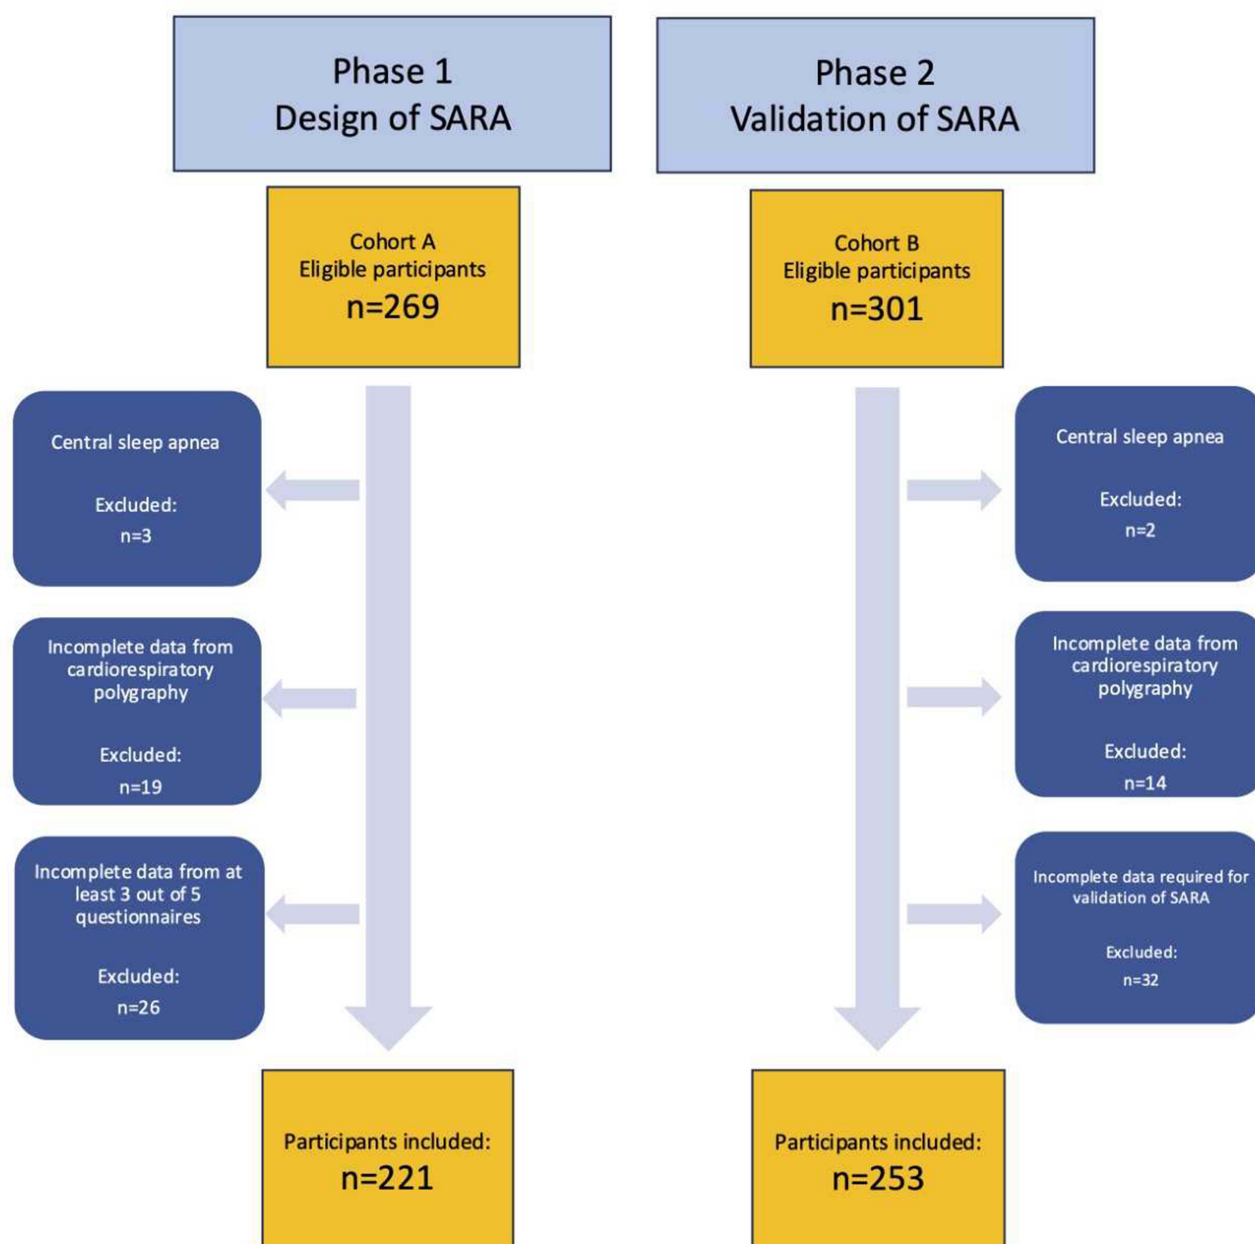 Phase 1
Design of SARA
Cohort A
Eligible participants
n=269
Central sleep apnea
Excluded:
n=3
Incomplete data from
cardiorespiratory
polygraphy
Excluded:
n=19
Incomplete data from at
least 3 out of 5
questionnaires
Excluded:
n=26
Participants included:
n=221
Phase 2
Validation of SARA
Cohort B
Eligible participants
n=301
Central sleep apnea
Excluded:
n=2
Incomplete data from
cardiorespiratory
polygraphy
Excluded:
n=14
Incomplete data required for
validation of SARA
Excluded:
n=32
Participants included:
n=253